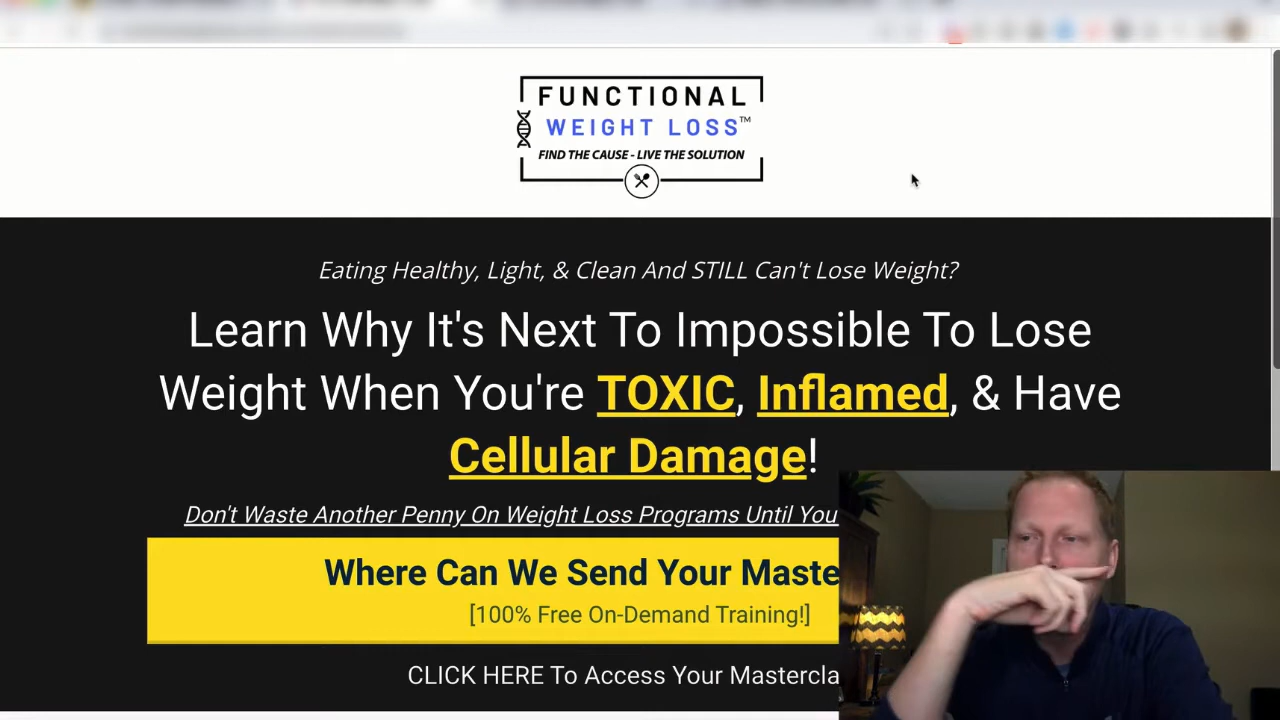 FUNCTIONAL
WEIGHT LOSS™
FIND THE CAUSE - LIVE THE SOLUTION
Eating Healthy, Light, & Clean And STILL Can't Lose Weight?
Learn Why It's Next To Impossible To Lose
Weight When You're TOXIC, Inflamed, & Have
Cellular Damage!
Don't Waste Another Penny On Weight Loss Programs Until You
Where Can We Send Your Maste
[100% Free On-Demand Training!]
CLICK HERE To Access Your Mastercla